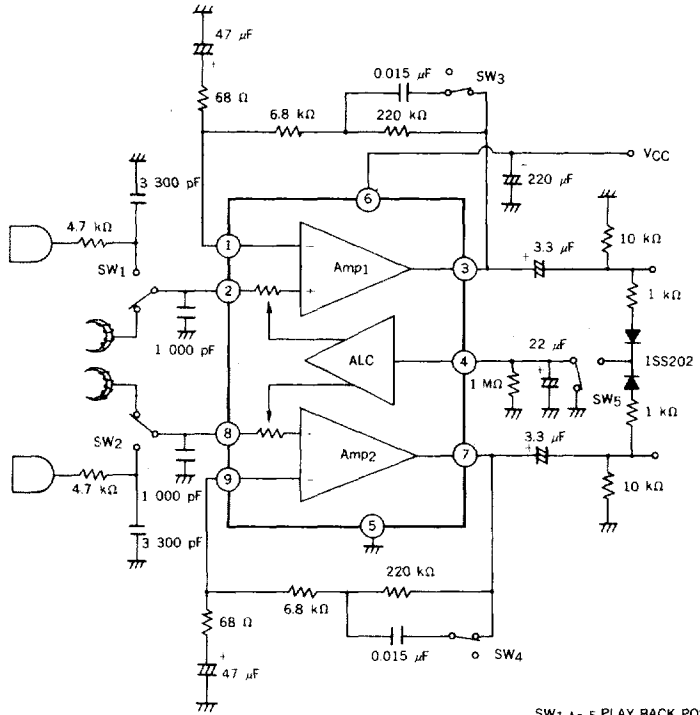 47 μF
+
0.015 μF
SW3
68 Ω
6.8 kΩ
220 kΩ
VCC
3 300 pF
6
220 μF
4.7 kΩ
10 kΩ
1
3.3 μF
SW1
Amp1
3
+
2
1 kΩ
1 000 pF
22 μF
ALC
4
1SS202
1 MΩ
SW5
SW2
8
1 kΩ
3.3 μF
Amp2
7
9
4.7 kΩ
1 000 pF
10 kΩ
5
3 300 pF
220 kΩ
6.8 kΩ
68 Ω
+
0.015 μF
SW4
47 μF